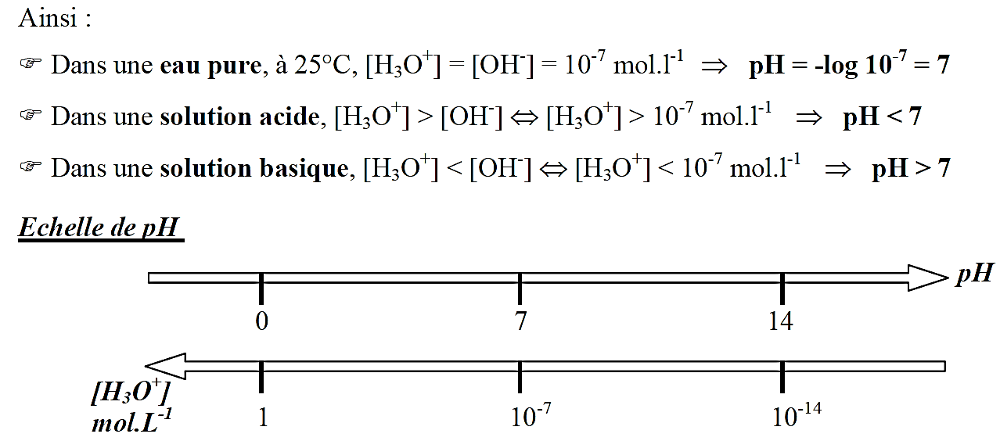 Ainsi :
☞ Dans une eau pure, à 25°C, [H₃O⁺] = [OH⁻] = 10⁻⁷ mol.l⁻¹ ⇒ pH = -log 10⁻⁷ = 7
☞ Dans une solution acide, [H₃O⁺] > [OH⁻] ⇔ [H₃O⁺] > 10⁻⁷ mol.l⁻¹ ⇒ pH < 7
☞ Dans une solution basique, [H₃O⁺] < [OH⁻] ⇔ [H₃O⁺] < 10⁻⁷ mol.l⁻¹ ⇒ pH > 7
Echelle de pH
pH
0 7 14
[H₃O⁺]
mol.L⁻¹ 1 10⁻⁷ 10⁻¹⁴